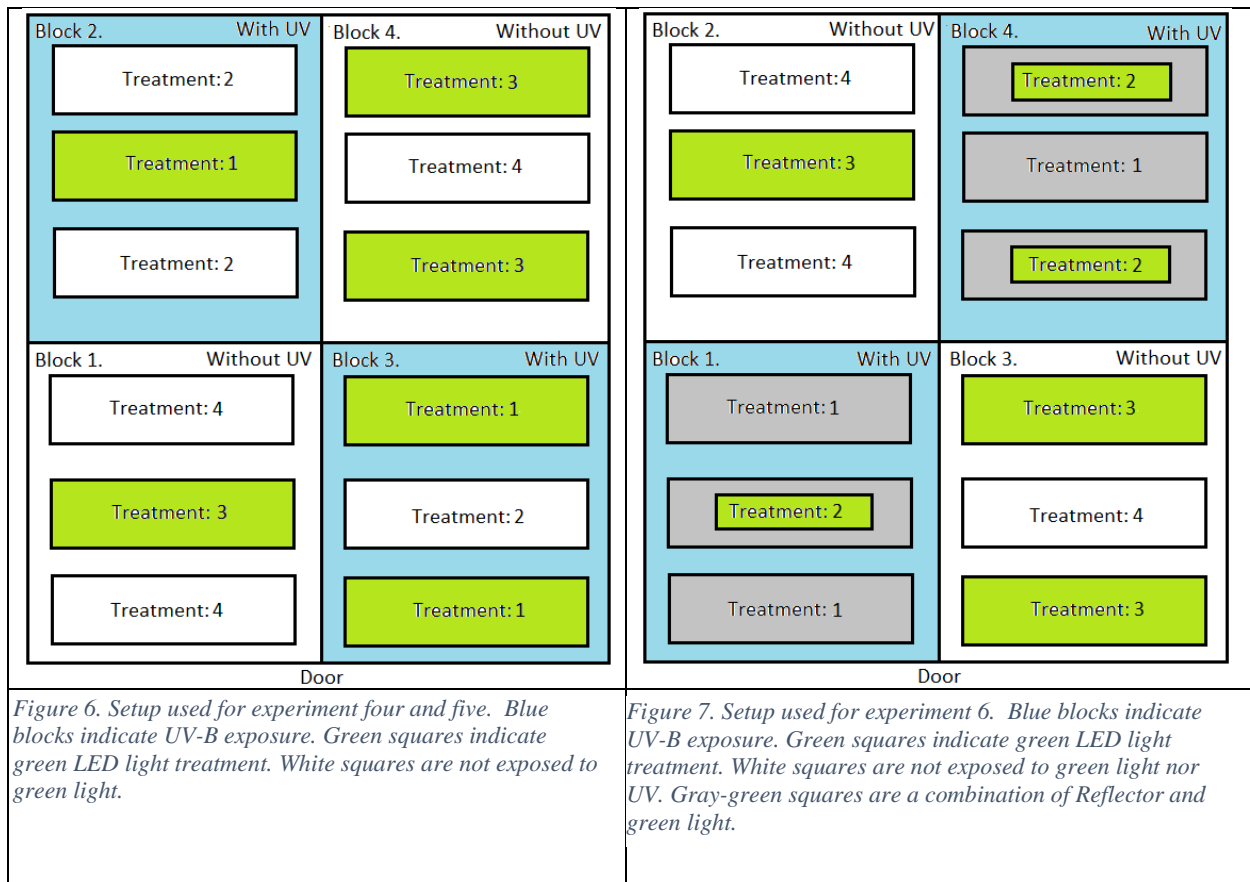 Block 2. With UV
Treatment: 2
Treatment: 1
Treatment: 2
Block 4. Without UV
Treatment: 3
Treatment: 4
Treatment: 3
Block 1. Without UV
Treatment: 4
Treatment: 3
Treatment: 4
Block 3. With UV
Treatment: 1
Treatment: 2
Treatment: 1
Door
Figure 6. Setup used for experiment four and five. Blue
blocks indicate UV-B exposure. Green squares indicate
green LED light treatment. White squares are not exposed to
green light.
Block 2. Without UV
Treatment: 4
Treatment: 3
Treatment: 4
Block 4. With UV
Treatment: 2
Treatment: 1
Treatment: 2
Block 1. With UV
Treatment: 1
Treatment: 2
Treatment: 1
Block 3. Without UV
Treatment: 3
Treatment: 4
Treatment: 3
Door
Figure 7. Setup used for experiment 6. Blue blocks indicate
UV-B exposure. Green squares indicate green LED light
treatment. White squares are not exposed to green light nor
UV. Gray-green squares are a combination of Reflector and
green light.